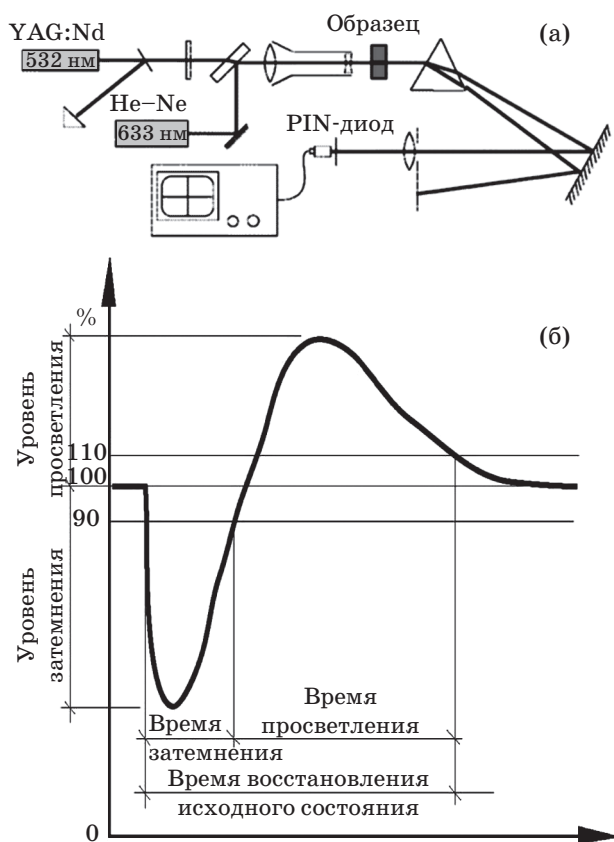 YAG:Nd
532 нм
He–Ne
633 нм
Образец
(а)
PIN-диод
%
(б)
Уровень
просветления
110
100
90
Уровень
затемнения
Время
затемнения
Время
просветления
Время восстановления
исходного состояния
0